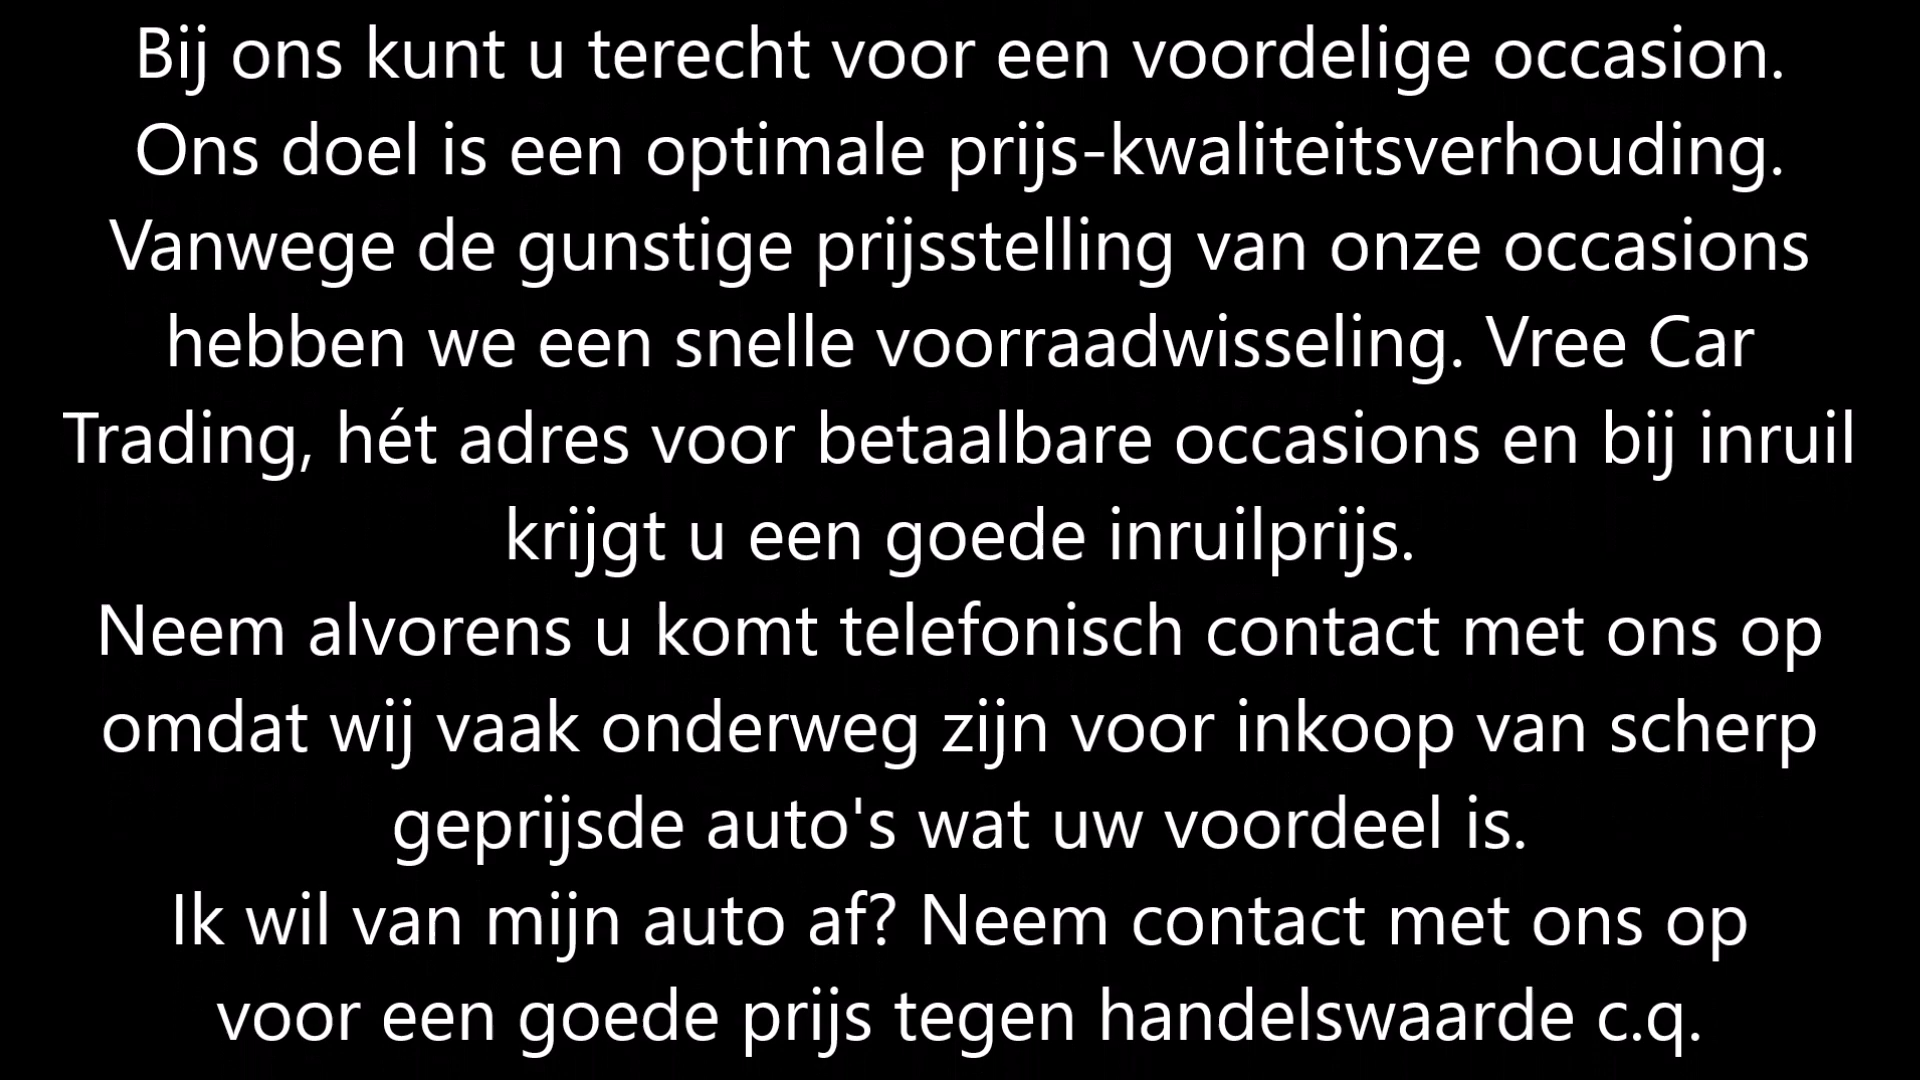 Bij ons kunt u terecht voor een voordelige occasion.
Ons doel is een optimale prijs-kwaliteitsverhouding.
Vanwege de gunstige prijsstelling van onze occasions
hebben we een snelle voorraadwisseling. Vree Car
Trading, hét adres voor betaalbare occasions en bij inruil
krijgt u een goede inruilprijs.
Neem alvorens u komt telefonisch contact met ons op
omdat wij vaak onderweg zijn voor inkoop van scherp
geprijsde auto's wat uw voordeel is.
Ik wil van mijn auto af? Neem contact met ons op
voor een goede prijs tegen handelswaarde c.q.